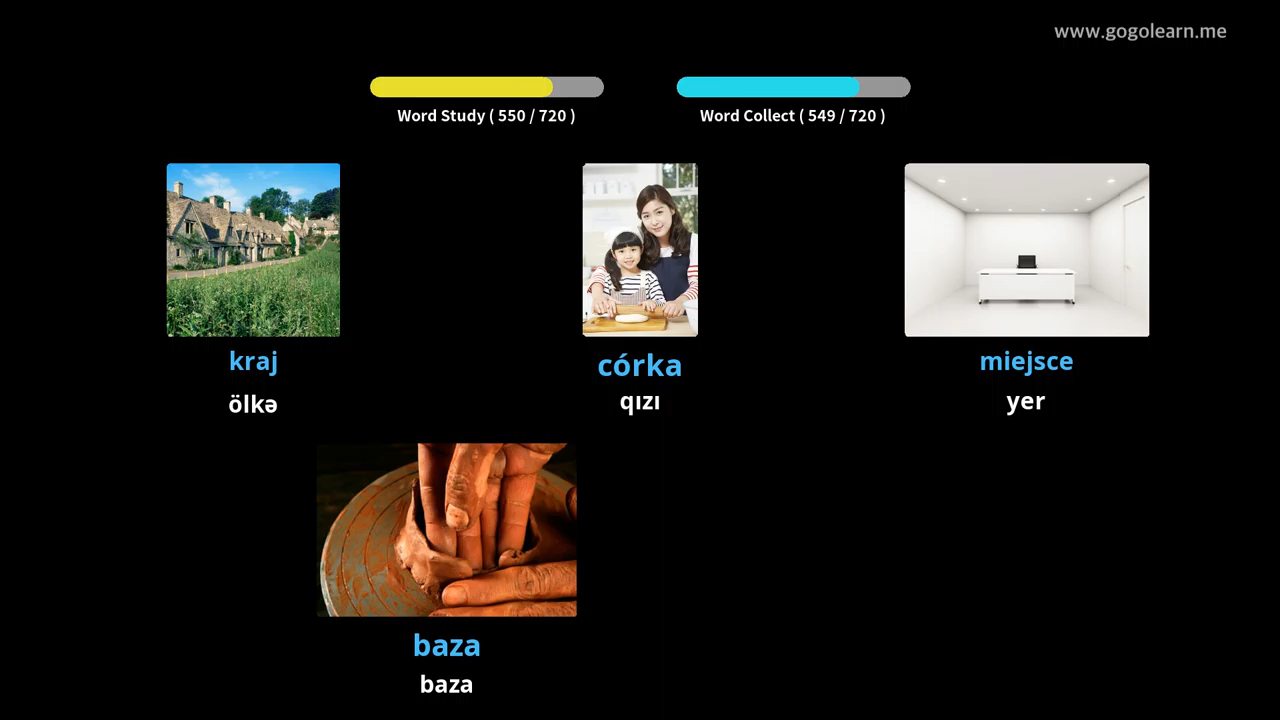 www.gogolearn.me
Word Study ( 550 / 720 )
Word Collect ( 549 / 720 )
kraj
ölkə
córka
qızı
miejsce
yer
baza
baza